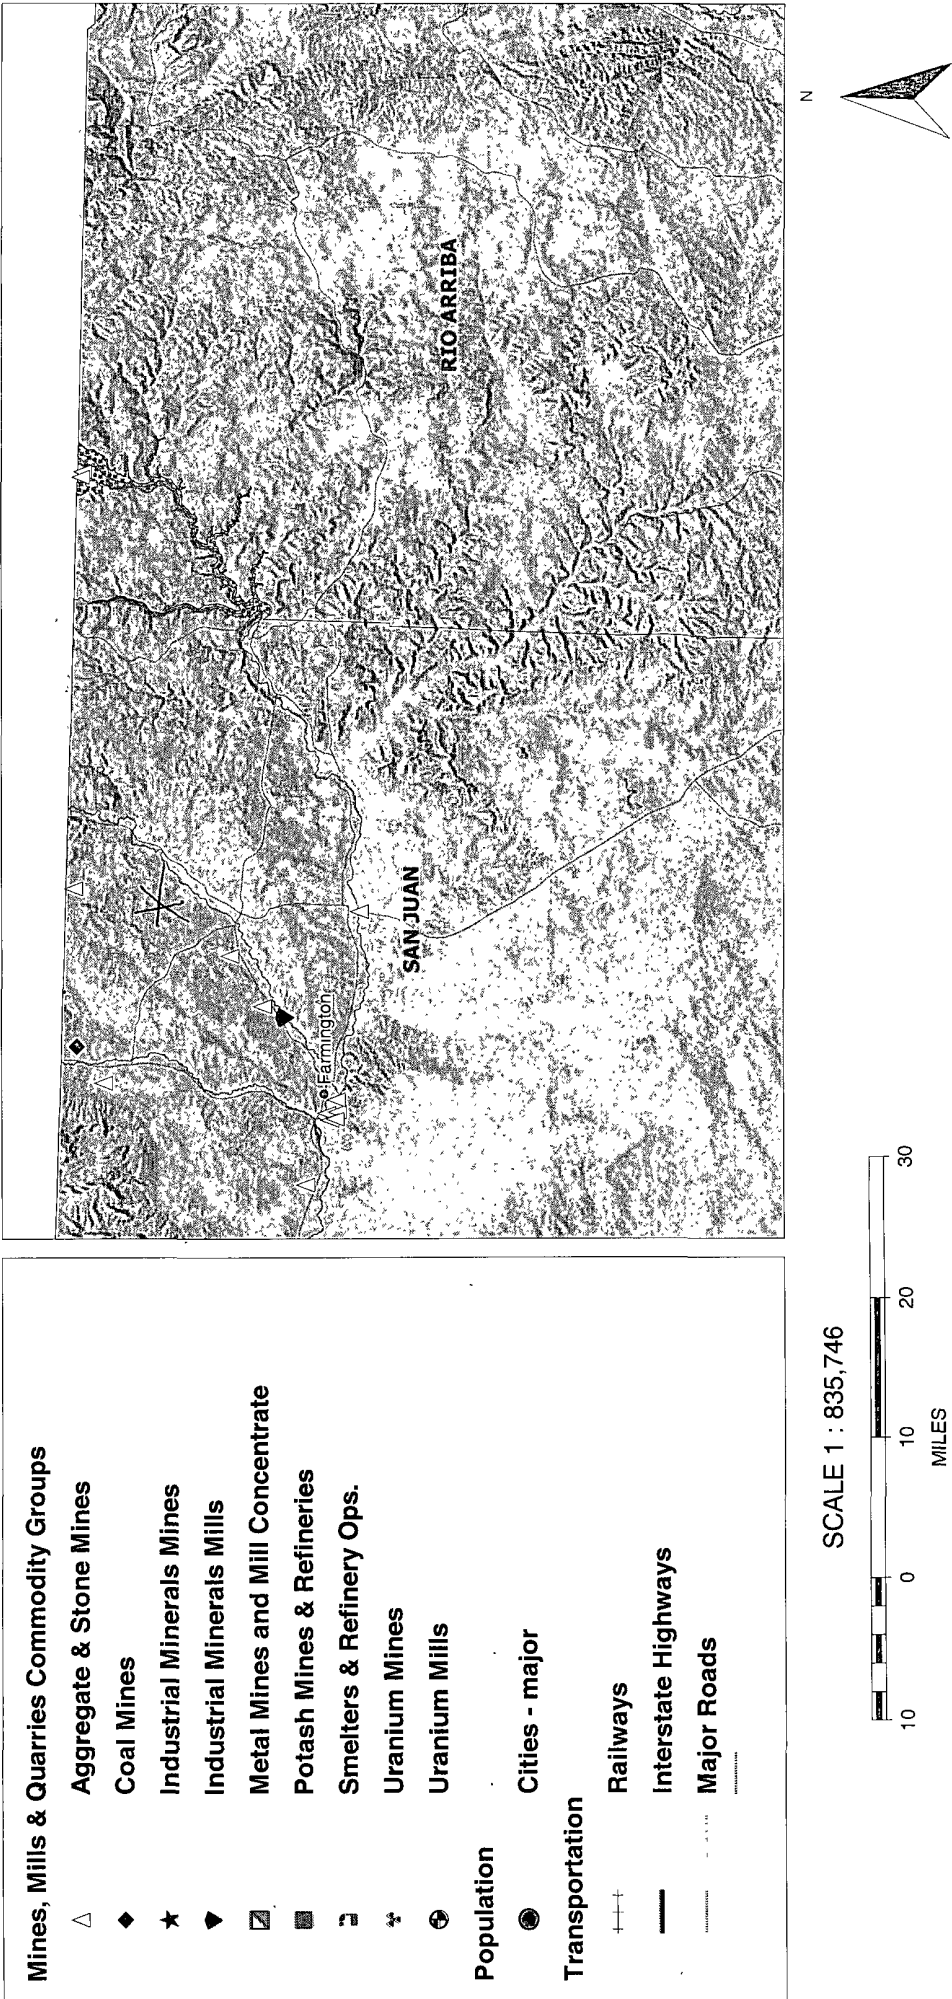 Mines, Mills & Quarries Commodity Groups
Aggregate & Stone Mines
Coal Mines
Industrial Minerals Mines
Industrial Minerals Mills
Metal Mines and Mill Concentrate
Potash Mines & Refineries
Smelters & Refinery Ops.
Uranium Mines
Uranium Mills
Population
Cities - major
Transportation
Railways
Interstate Highways
Major Roads
Farmington
SAN JUAN
RIO ARRIBA
SCALE 1 : 835,746
10 0 10 20 30
MILES
N